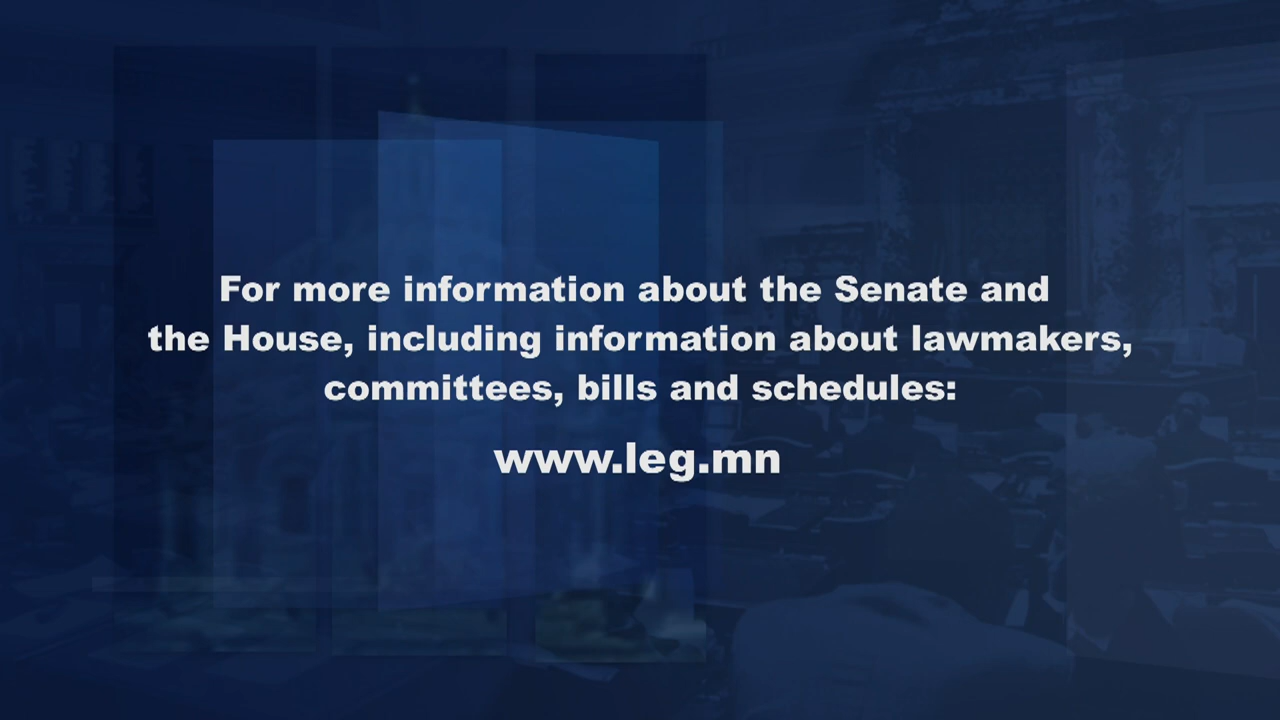 For more information about the Senate and
the House, including information about lawmakers,
committees, bills and schedules:
www.leg.mn